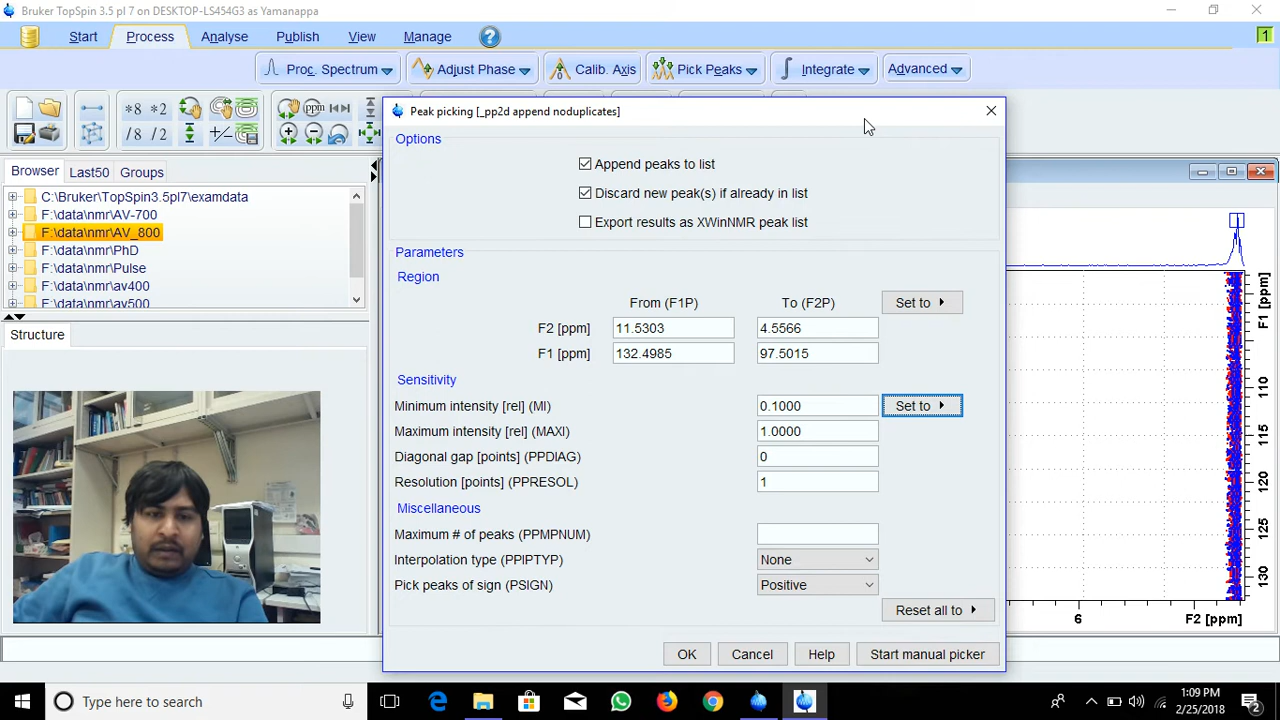 Bruker TopSpin 3.5 pl 7 on DESKTOP-LS454G3 as Yamanappa
Start Process Analyse Publish View Manage ? 1
Proc. Spectrum Adjust Phase Calib. Axis Pick Peaks Integrate Advanced
*8 *2 ppm
/8 /2
Peak picking [_pp2d append noduplicates]
Options
Append peaks to list
Discard new peak(s) if already in list
Export results as XWinNMR peak list
Parameters
Region
From (F1P) To (F2P) Set to
F2 [ppm] 11.5303 4.5566
F1 [ppm] 132.4985 97.5015
Sensitivity
Minimum intensity [rel] (MI) 0.1000 Set to
Maximum intensity [rel] (MAXI) 1.0000
Diagonal gap [points] (PPDIAG) 0
Resolution [points] (PPRESOL) 1
Miscellaneous
Maximum # of peaks (PPMPNUM)
Interpolation type (PPIPTYP) None
Pick peaks of sign (PSIGN) Positive
Reset all to
OK Cancel Help Start manual picker
Browser Last50 Groups
C:\Bruker\TopSpin3.5pl7\examdata
F:\data\nmr\AV-700
F:\data\nmr\AV_800
F:\data\nmr\PhD
F:\data\nmr\Pulse
F:\data\nmr\av400
F:\data\nmr\av500
Structure
F1 [ppm]
110
115
120
125
130
6 F2 [ppm]
Type here to search
1:09 PM
2/25/2018
2